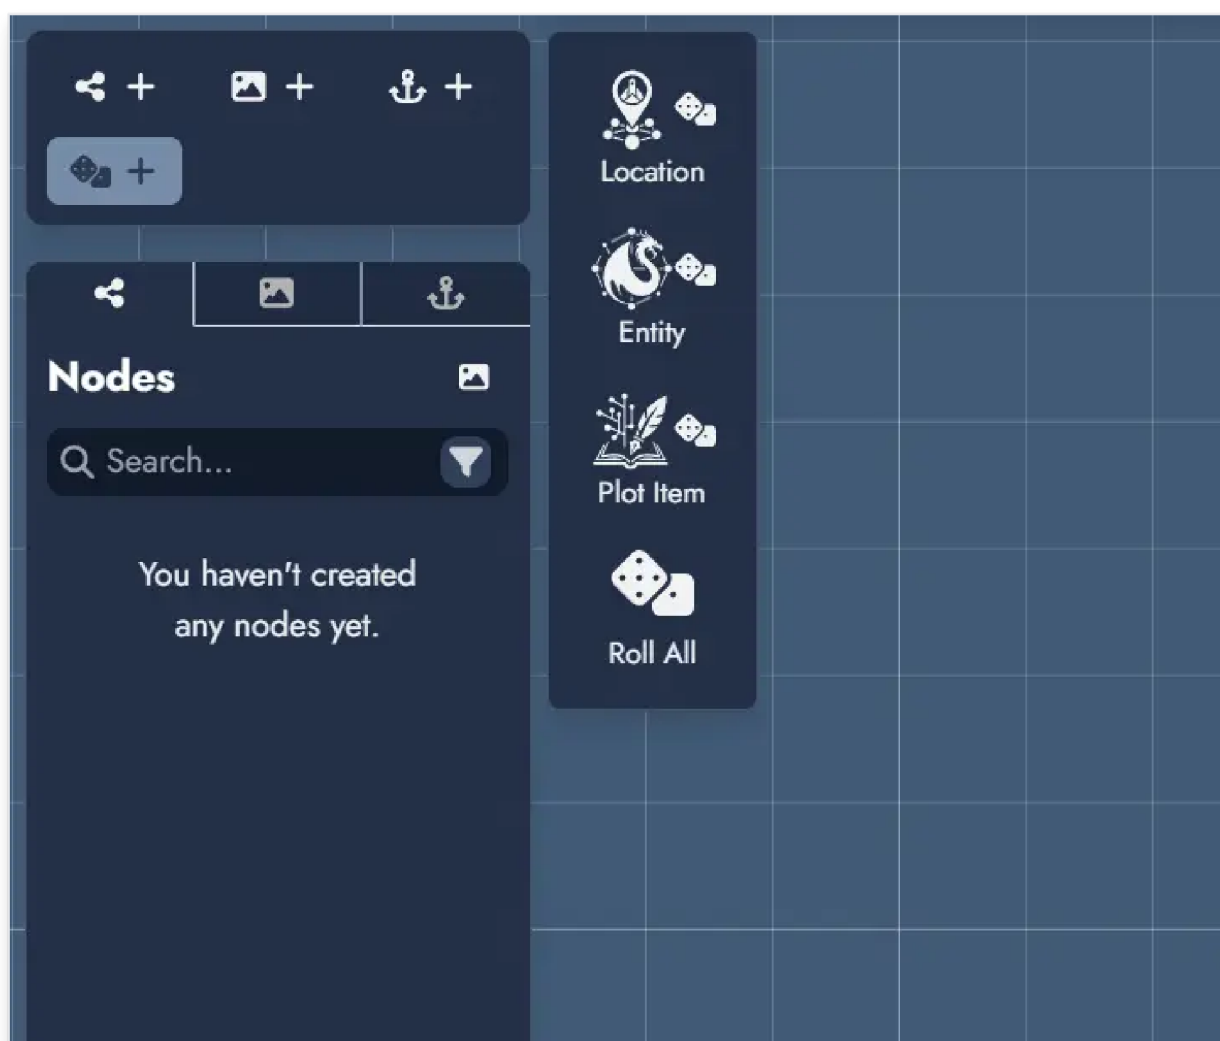 Nodes
Search...
You haven't created
any nodes yet.
Location
Entity
Plot Item
Roll All